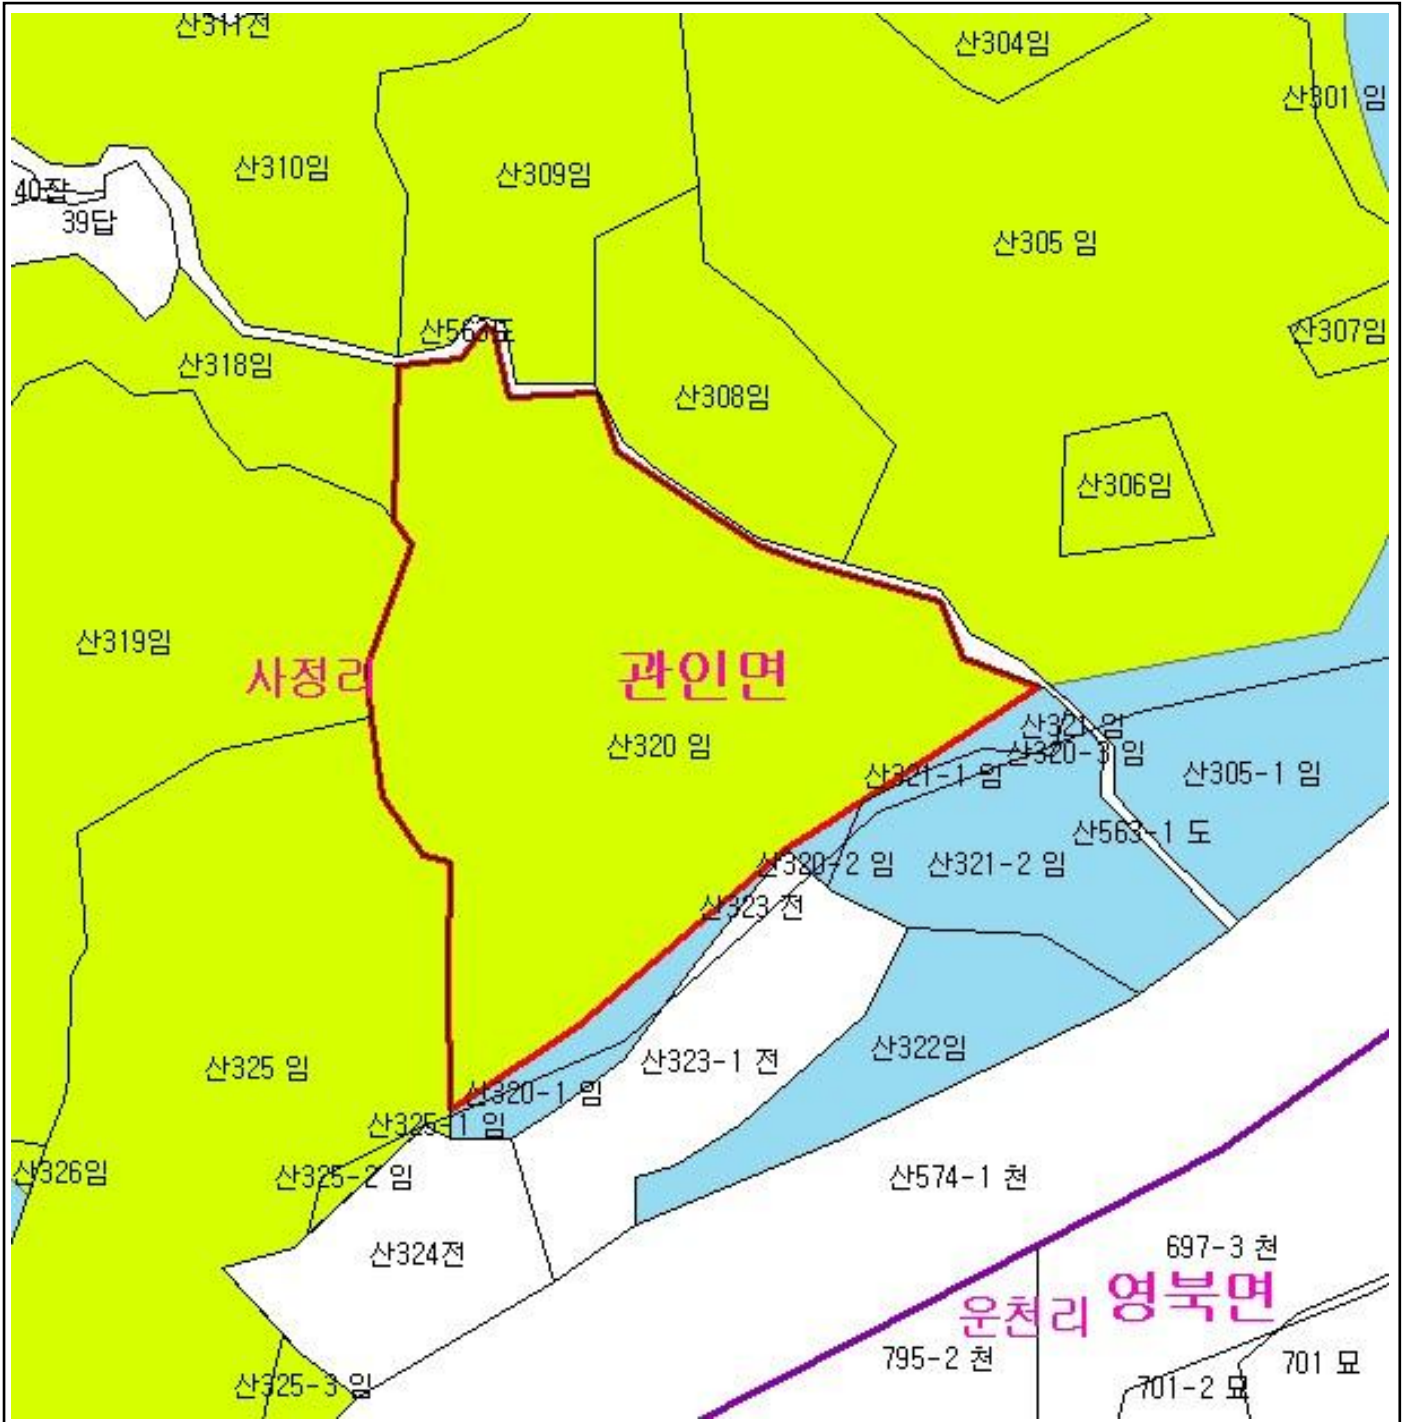 산311전
산304임
산301 임
산310임
산309임
40잡
39답
산305 임
산563도
산307임
산318임
산308임
산306임
산319임
사정리
관인면
산320 임
산321 임
산320-3 임
산321-1 임
산305-1 임
산563-1 도
산320-2 임
산321-2 임
산323 전
산322임
산323-1 전
산325 임
산320-1 임
산325-1 임
산326임
산325-2 임
산574-1 천
산324전
697-3 천
영북면
운천리
795-2 천
701 묘
701-2 묘
산325-3 임